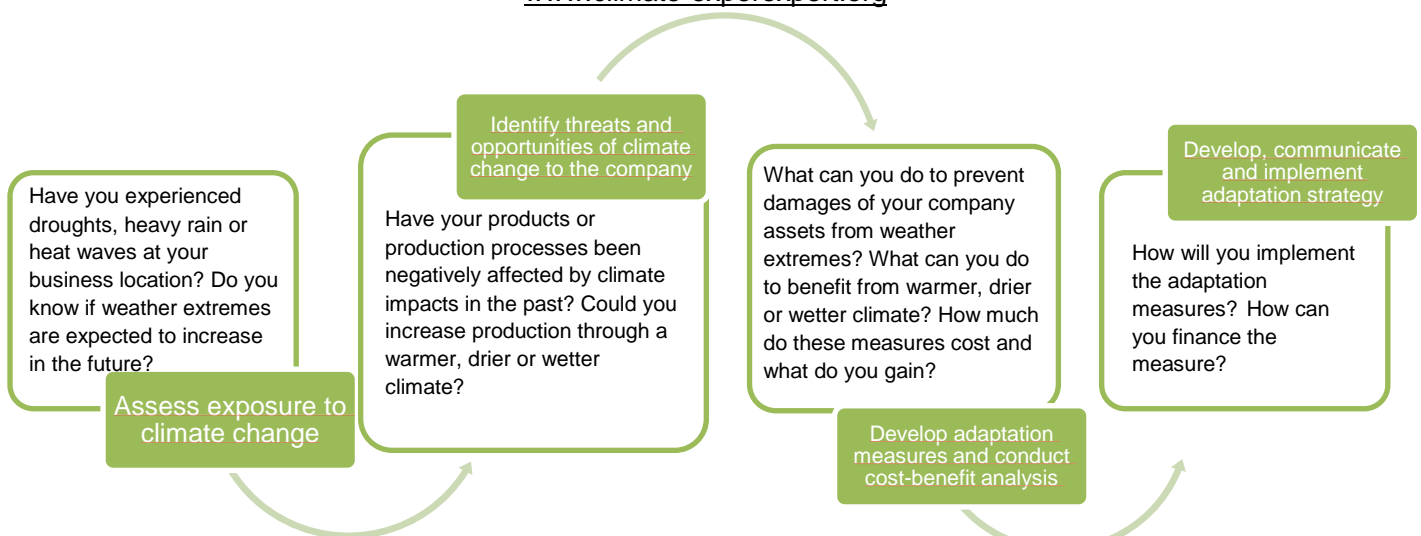 Have you experienced
droughts, heavy rain or
heat waves at your
business location? Do you
know if weather extremes
are expected to increase
in the future?
Assess exposure to
climate change
Identify threats and
opportunities of climate
change to the company
Have your products or
production processes been
negatively affected by climate
impacts in the past? Could you
increase production through a
warmer, drier or wetter
climate?
What can you do to prevent
damages of your company
assets from weather
extremes? What can you do
to benefit from warmer, drier
or wetter climate? How much
do these measures cost and
what do you gain?
Develop adaptation
measures and conduct
cost-benefit analysis
Develop, communicate
and implement
adaptation strategy
How will you implement
the adaptation
measures? How can
you finance the
measure?